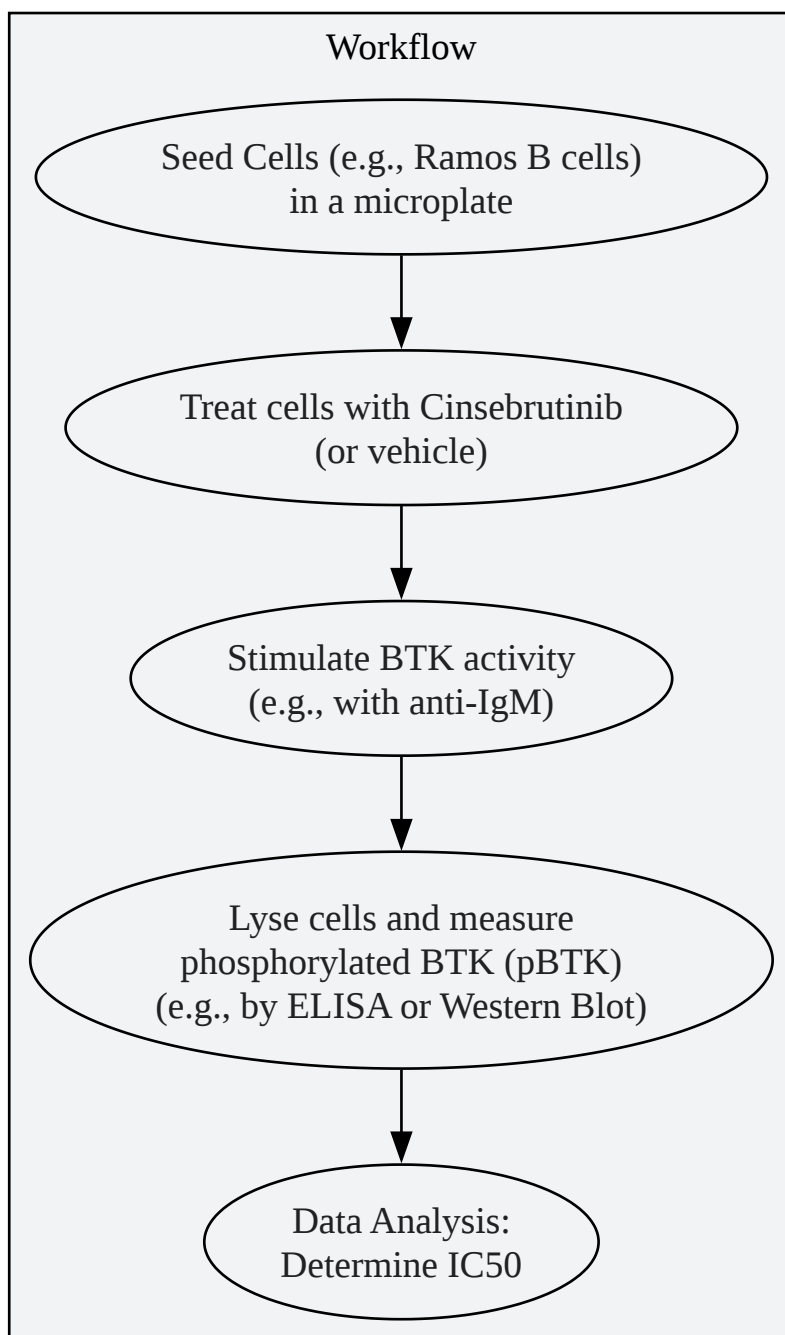 Workflow
Seed Cells (e.g., Ramos B cells)
in a microplate
Treat cells with Cinsebrutinib
(or vehicle)
Stimulate BTK activity
(e.g., with anti-IgM)
Lyse cells and measure
phosphorylated BTK (pBTK)
(e.g., by ELISA or Western Blot)
Data Analysis:
Determine IC50